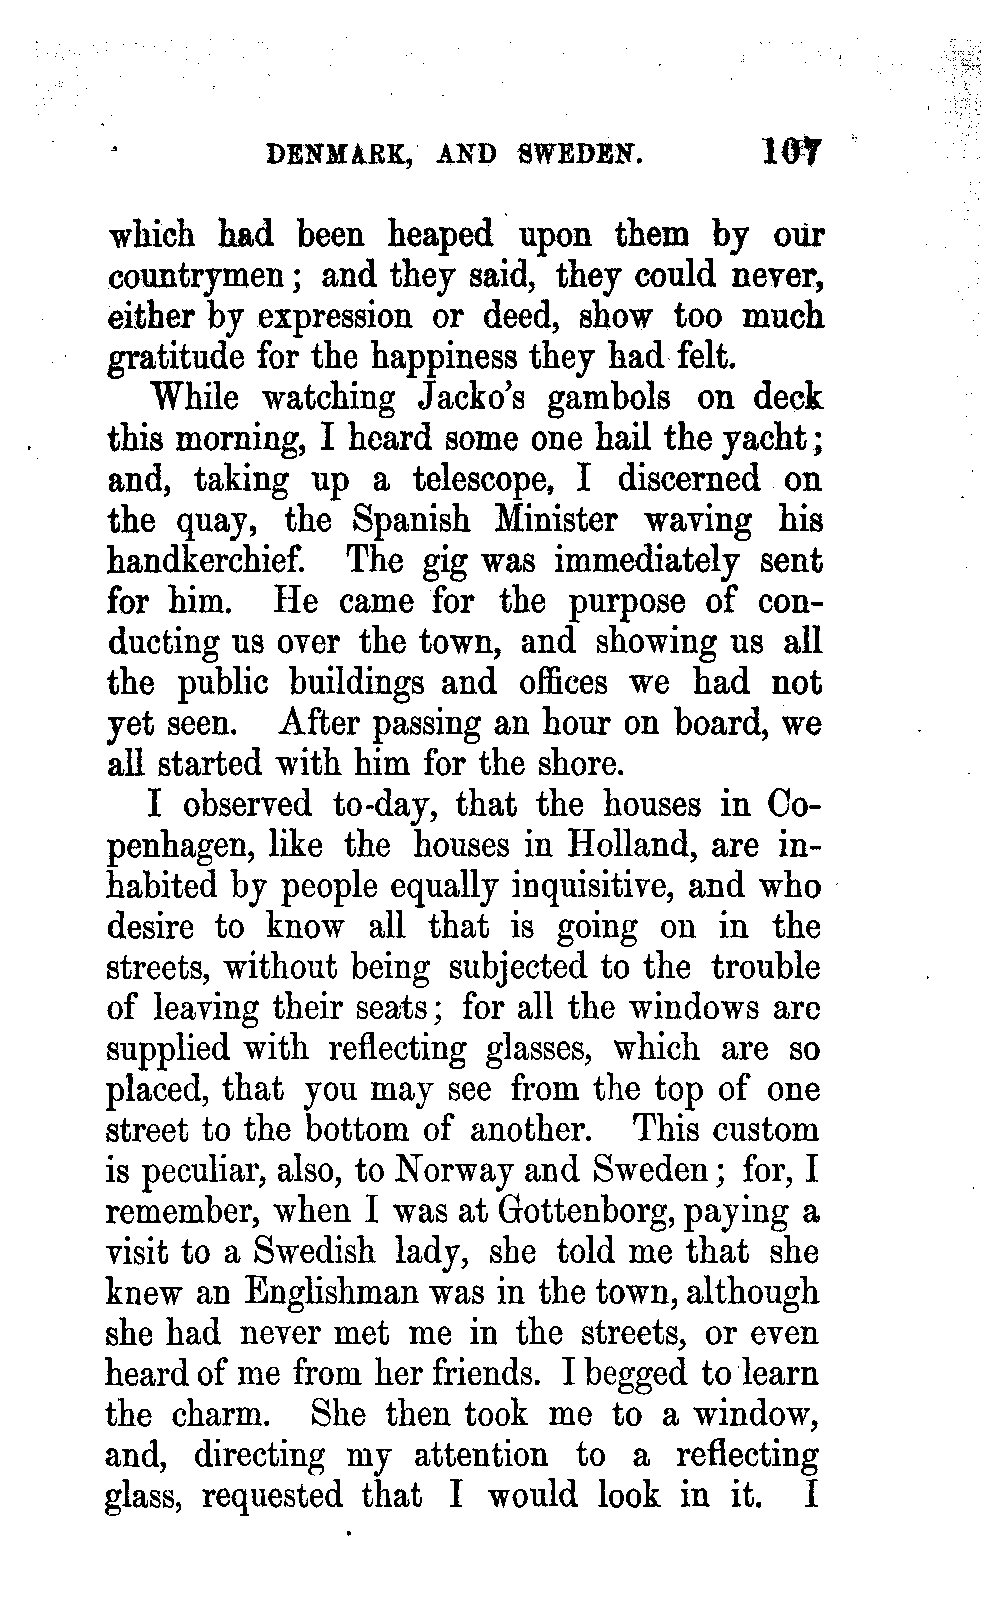 DENMARK, AND SWEDEN. 107
which had been heaped upon them by our
countrymen; and they said, they could never,
either by expression or deed, show too much
gratitude for the happiness they had felt.
While watching Jacko's gambols on deck
this morning, I heard some one hail the yacht;
and, taking up a telescope, I discerned on
the quay, the Spanish Minister waving his
handkerchief. The gig was immediately sent
for him. He came for the purpose of con-
ducting us over the town, and showing us all
the public buildings and offices we had not
yet seen. After passing an hour on board, we
all started with him for the shore.
I observed to-day, that the houses in Co-
penhagen, like the houses in Holland, are in-
habited by people equally inquisitive, and who
desire to know all that is going on in the
streets, without being subjected to the trouble
of leaving their seats; for all the windows are
supplied with reflecting glasses, which are so
placed, that you may see from the top of one
street to the bottom of another. This custom
is peculiar, also, to Norway and Sweden; for, I
remember, when I was at Gottenborg, paying a
visit to a Swedish lady, she told me that she
knew an Englishman was in the town, although
she had never met me in the streets, or even
heard of me from her friends. I begged to learn
the charm. She then took me to a window,
and, directing my attention to a reflecting
glass, requested that I would look in it. I